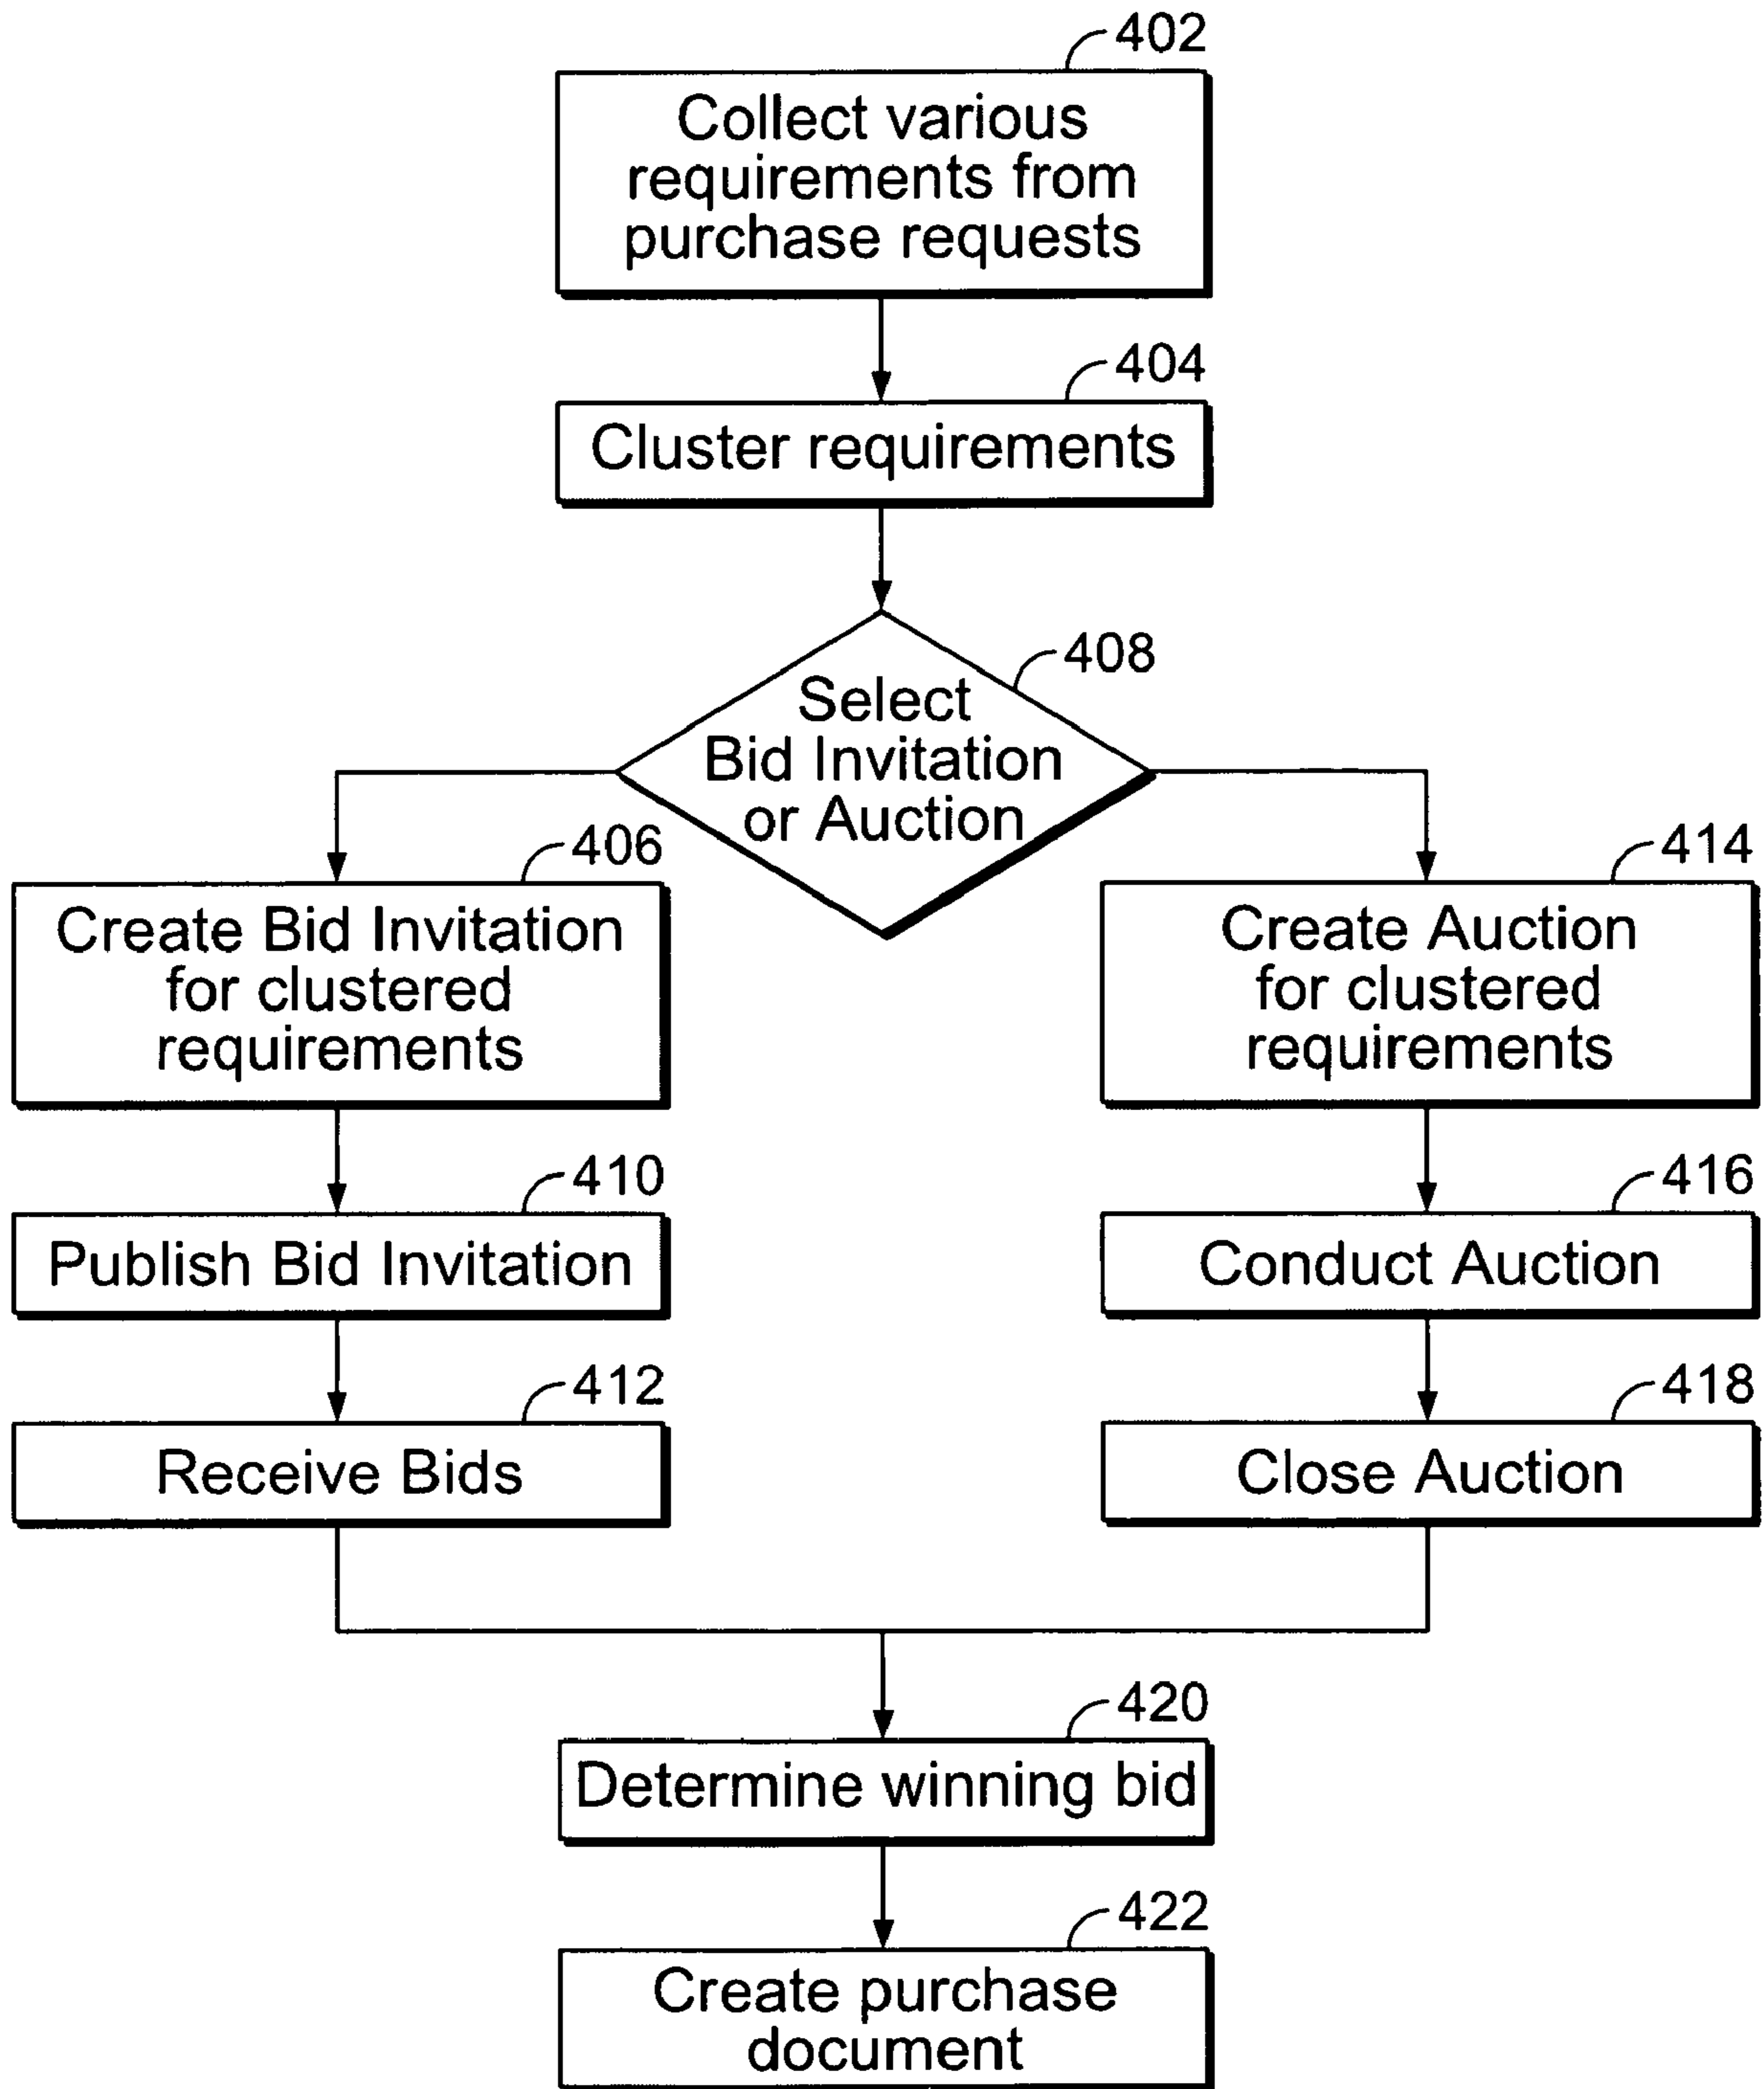 402
Collect various
requirements from
purchase requests
404
Cluster requirements
408
Select
Bid Invitation
or Auction
406
Create Bid Invitation
for clustered
requirements
410
Publish Bid Invitation
412
Receive Bids
414
Create Auction
for clustered
requirements
416
Conduct Auction
418
Close Auction
420
Determine winning bid
422
Create purchase
document